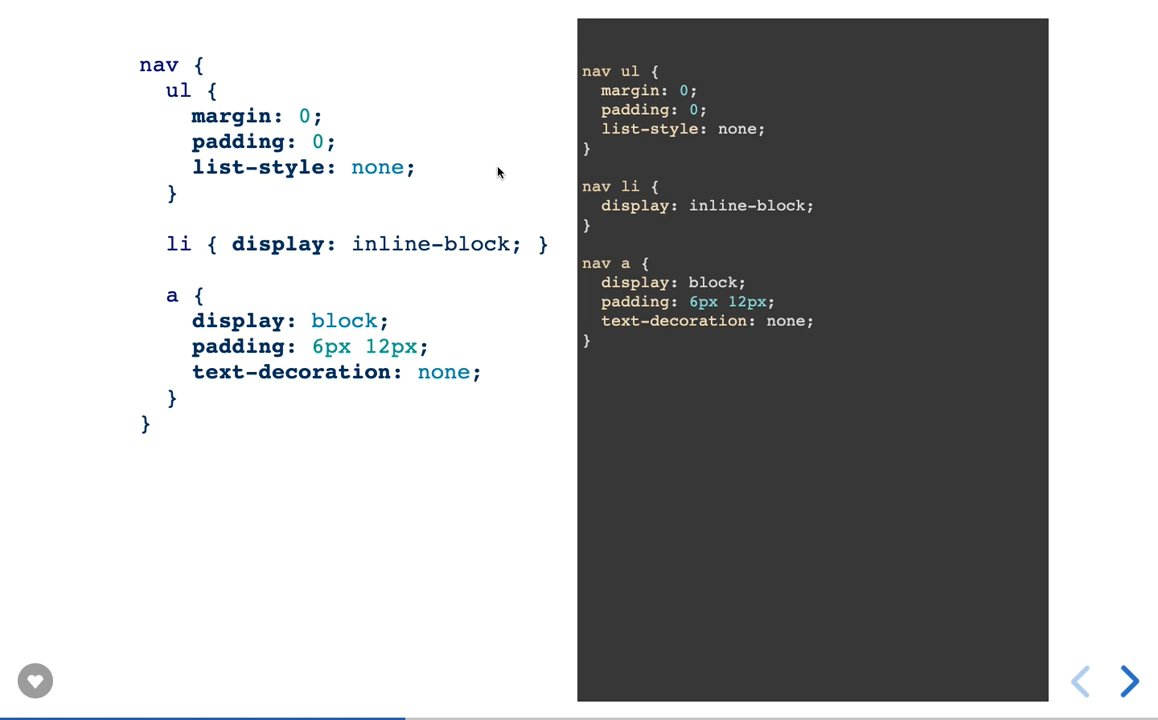 nav {
  ul {
    margin: 0;
    padding: 0;
    list-style: none;
  }

  li { display: inline-block; }

  a {
    display: block;
    padding: 6px 12px;
    text-decoration: none;
  }
}

nav ul {
  margin: 0;
  padding: 0;
  list-style: none;
}

nav li {
  display: inline-block;
}

nav a {
  display: block;
  padding: 6px 12px;
  text-decoration: none;
}